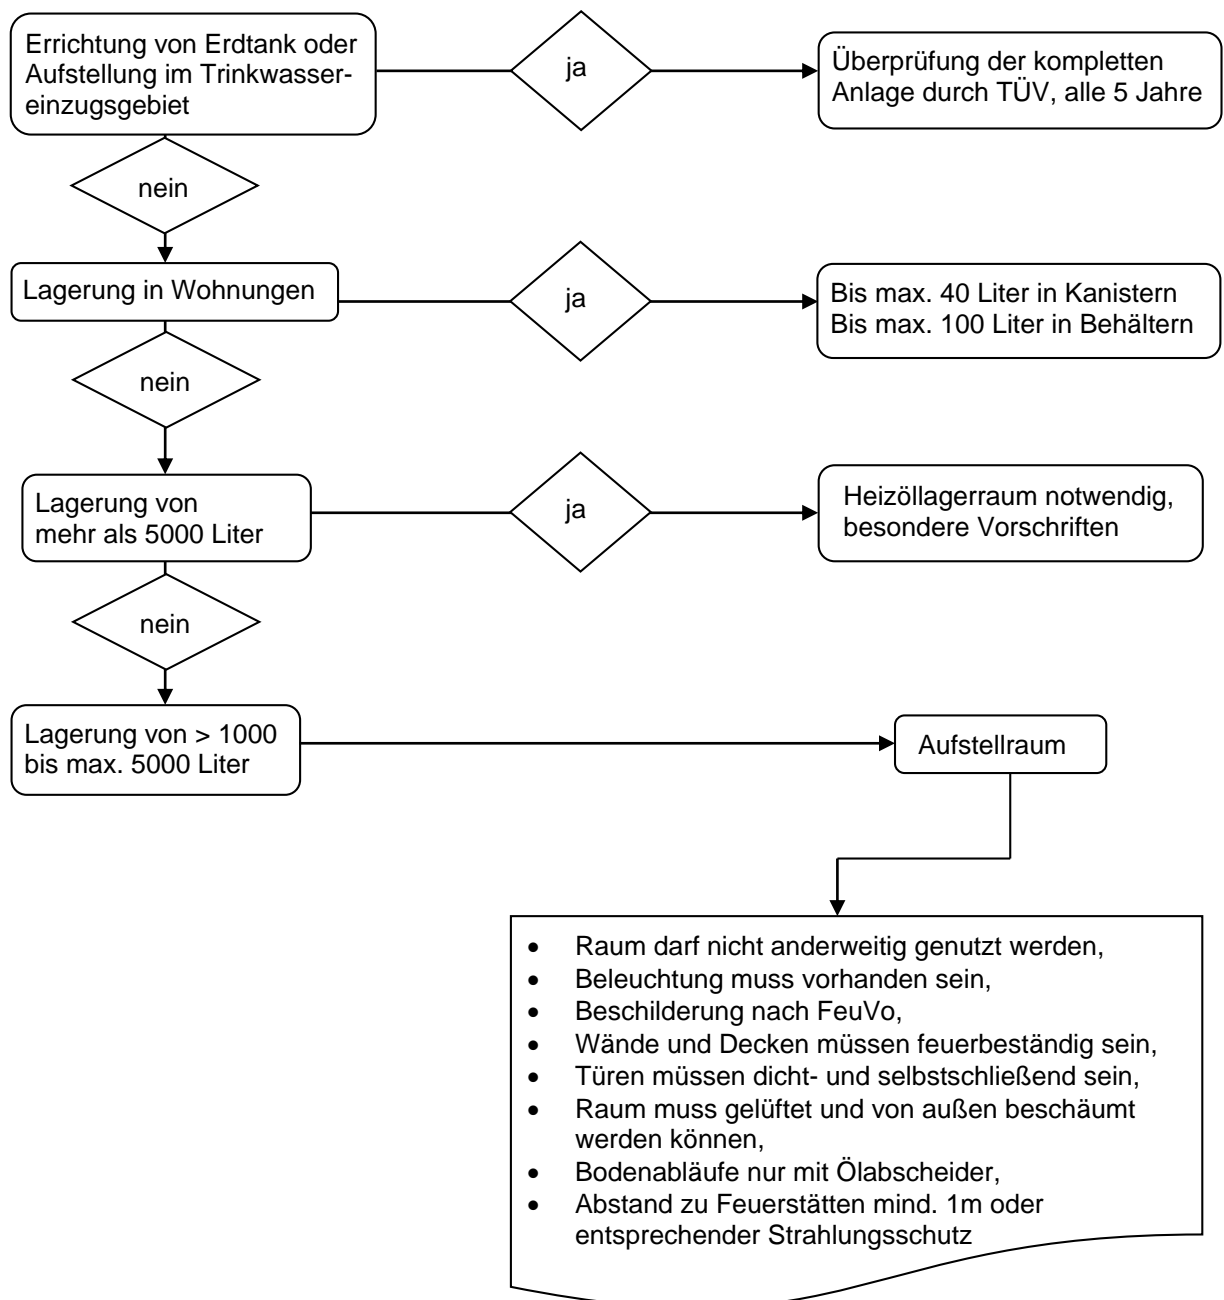 Errichtung von Erdtank oder
Aufstellung im Trinkwasser-
einzugsgebiet
ja
Überprüfung der kompletten
Anlage durch TÜV, alle 5 Jahre
nein
Lagerung in Wohnungen
ja
Bis max. 40 Liter in Kanistern
Bis max. 100 Liter in Behältern
nein
Lagerung von
mehr als 5000 Liter
ja
Heizöllagerraum notwendig,
besondere Vorschriften
nein
Lagerung von > 1000
bis max. 5000 Liter
Aufstellraum
• Raum darf nicht anderweitig genutzt werden,
• Beleuchtung muss vorhanden sein,
• Beschilderung nach FeuVo,
• Wände und Decken müssen feuerbeständig sein,
• Türen müssen dicht- und selbstschließend sein,
• Raum muss gelüftet und von außen beschäumt
werden können,
• Bodenabläufe nur mit Ölabscheider,
• Abstand zu Feuerstätten mind. 1m oder
entsprechender Strahlungsschutz